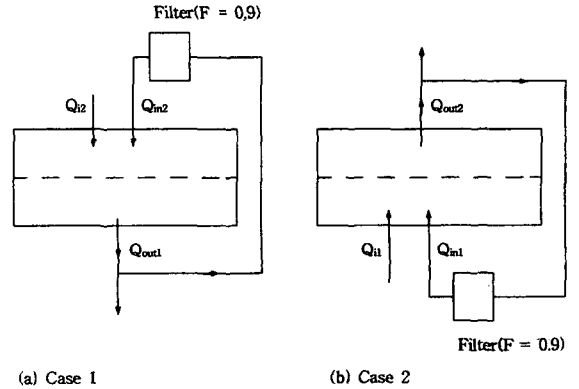 Filter(F = 0,9)
Qi2
Qin2
Qout1
Qout2
Qi1
Qin1
Filter(F = 0.9)
(a) Case 1
(b) Case 2